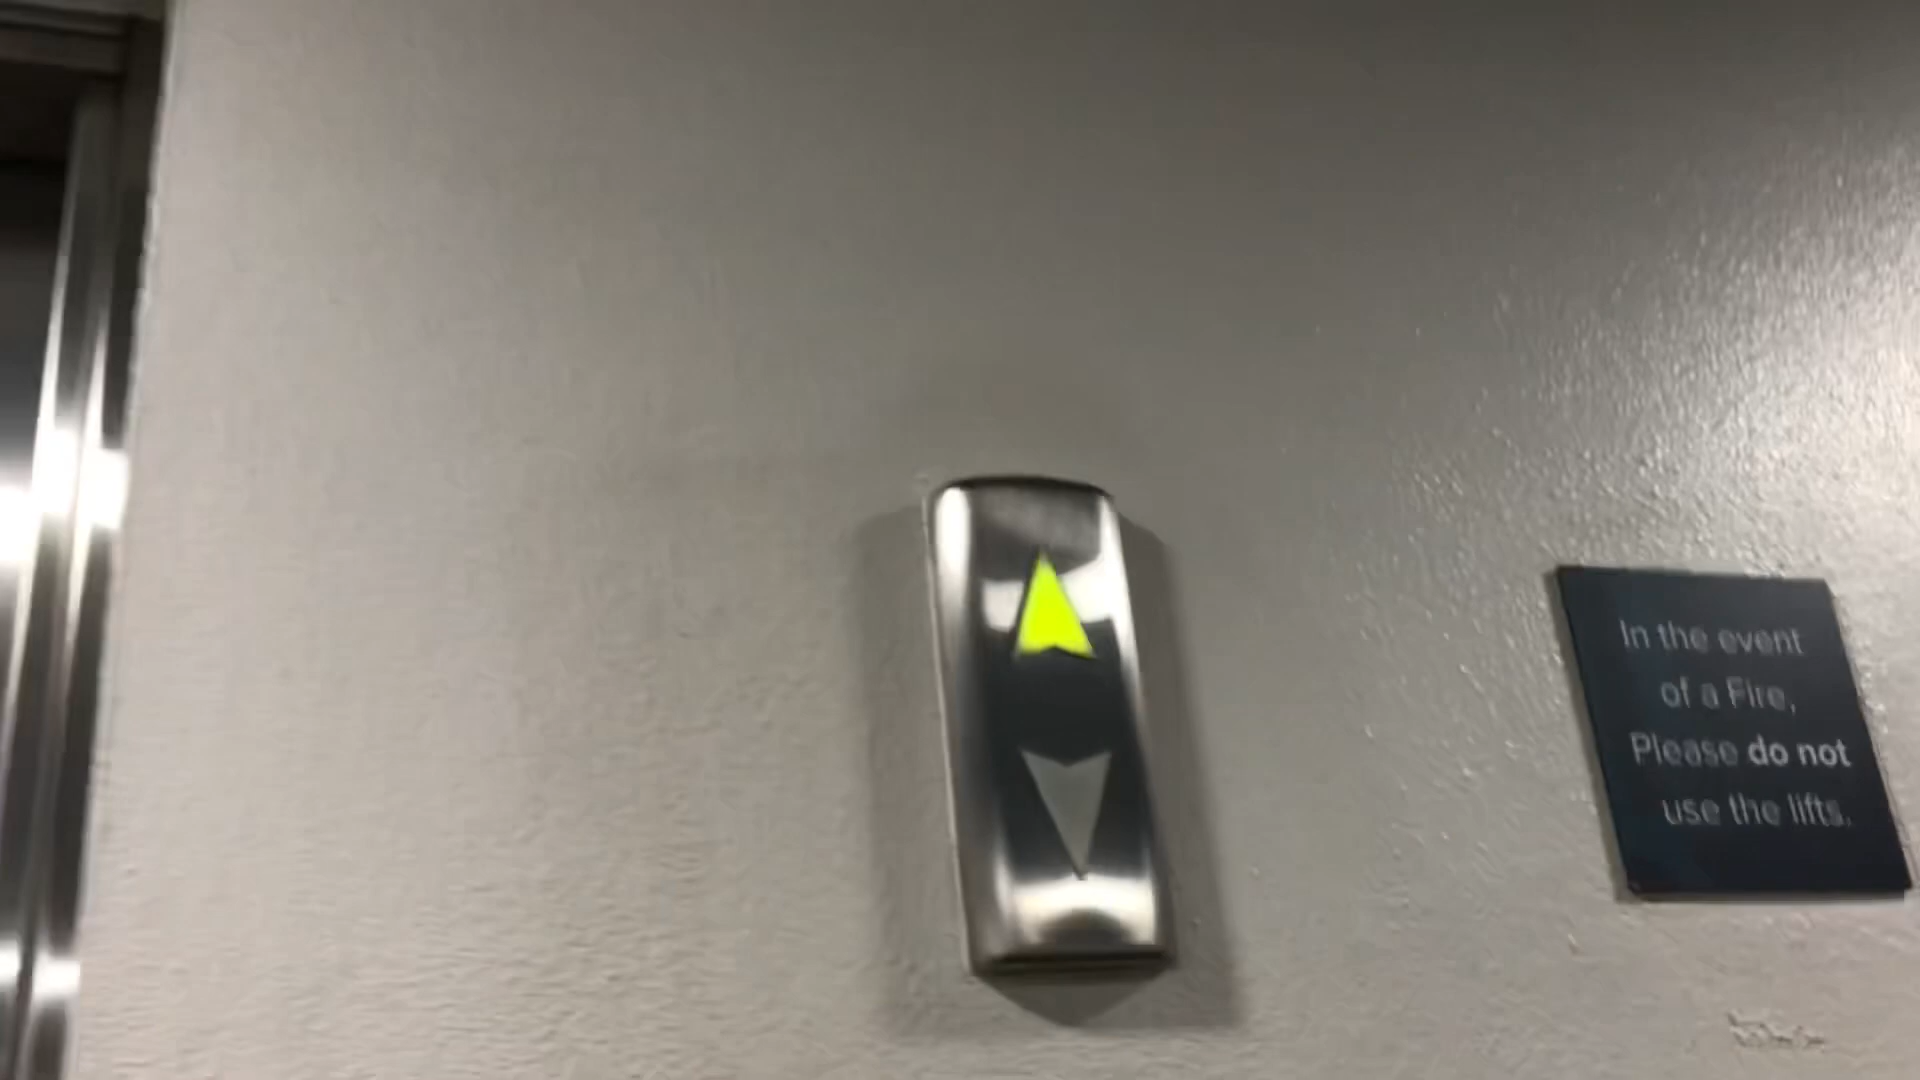 In the event
of a Fire,
Please do not
use the lifts.